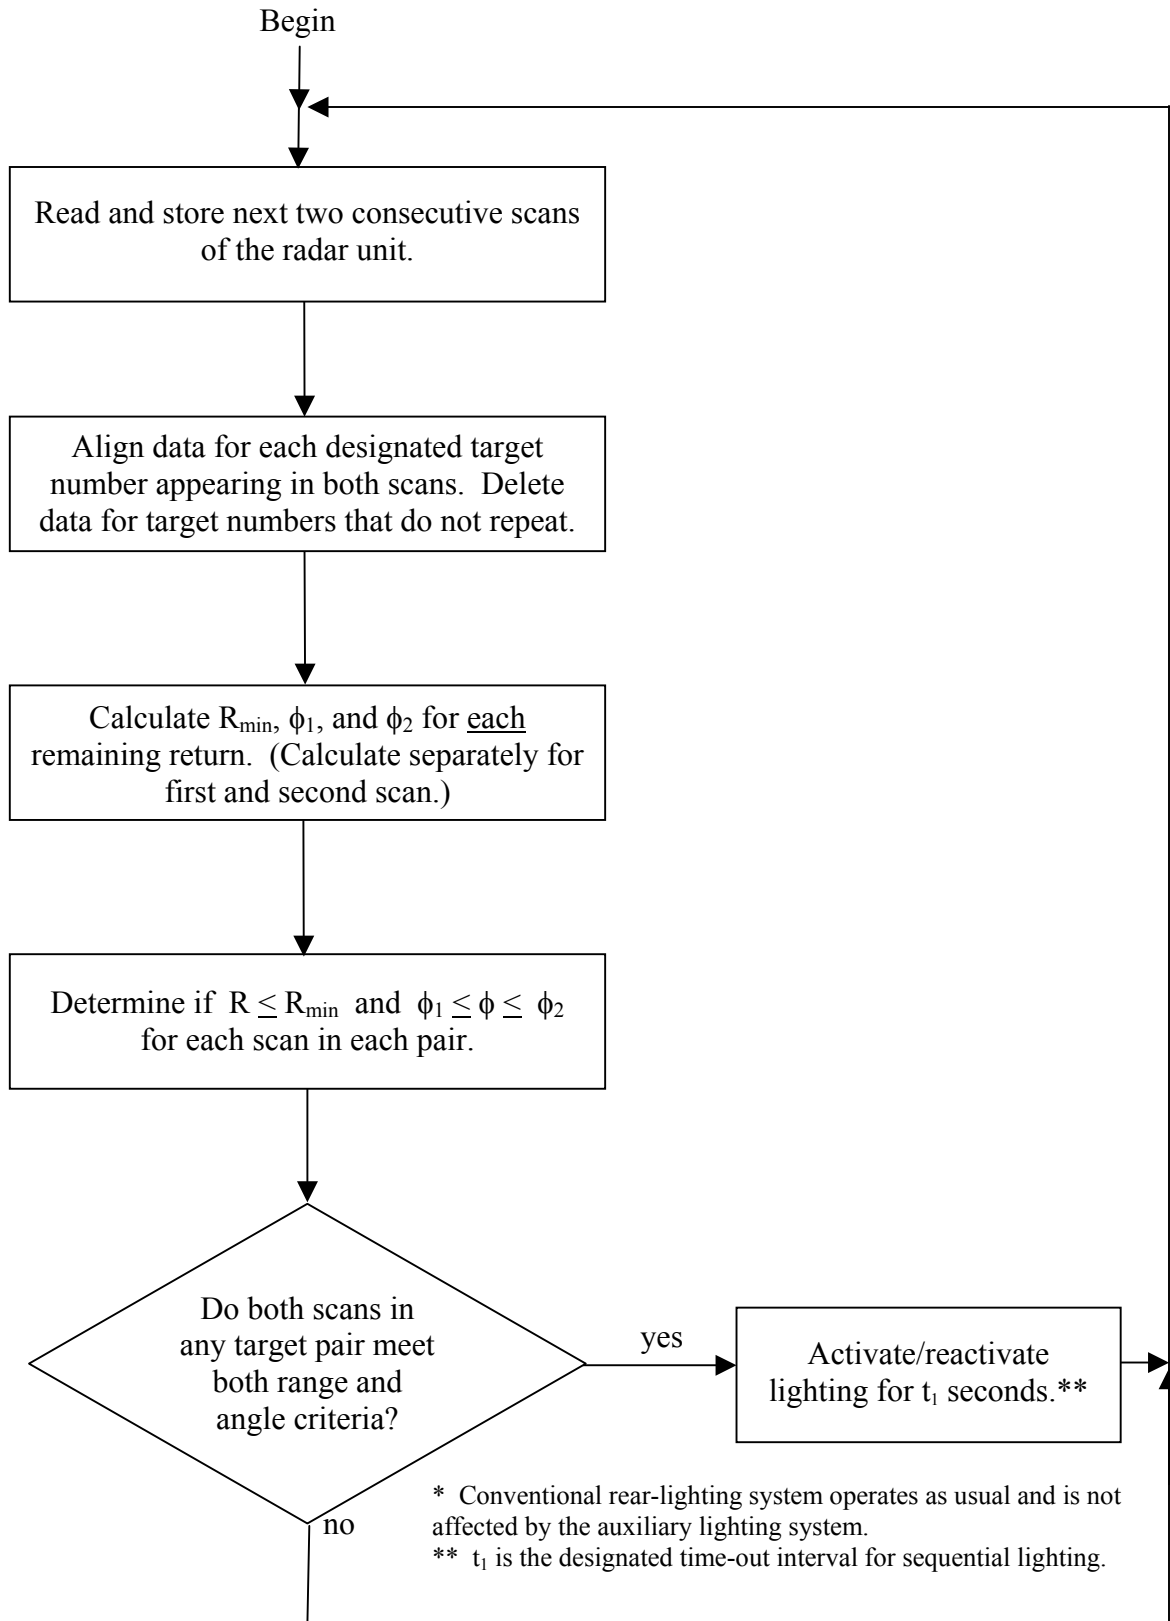 Begin
Read and store next two consecutive scans
of the radar unit.
Align data for each designated target
number appearing in both scans.  Delete
data for target numbers that do not repeat.
Calculate Rmin, ϕ1, and ϕ2 for each
remaining return.  (Calculate separately for
first and second scan.)
Determine if  R ≤ Rmin  and  ϕ1 ≤ ϕ ≤  ϕ2
for each scan in each pair.
Do both scans in
any target pair meet
both range and
angle criteria?
yes
Activate/reactivate
lighting for t1 seconds.**
no
*  Conventional rear-lighting system operates as usual and is not
affected by the auxiliary lighting system.
**  t1 is the designated time-out interval for sequential lighting.